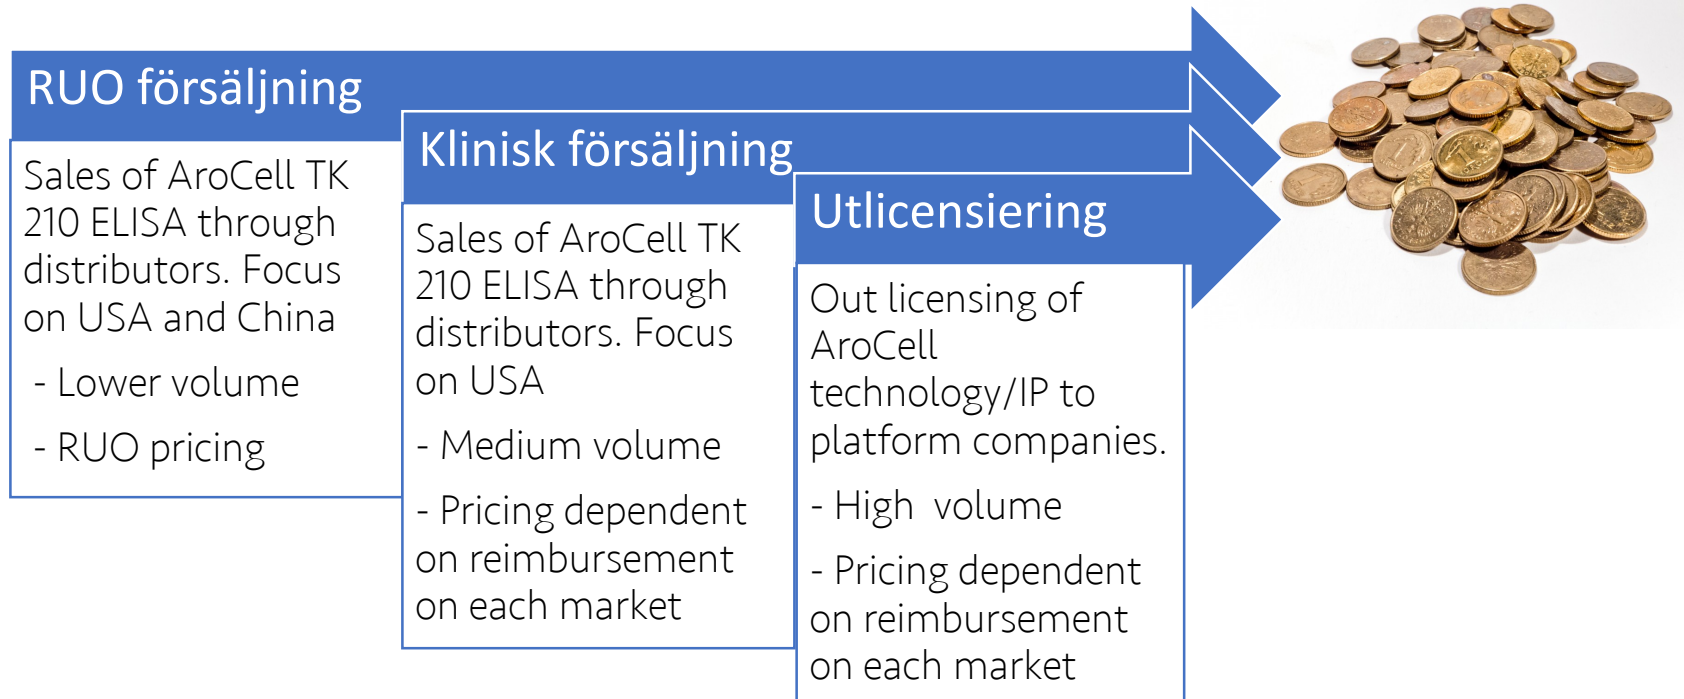 RUO försäljning
Sales of AroCell TK
210 ELISA through
distributors. Focus
on USA and China
- Lower volume
- RUO pricing
Klinisk försäljning
Sales of AroCell TK
210 ELISA through
distributors. Focus
on USA
- Medium volume
- Pricing dependent
on reimbursement
on each market
Utlicensiering
Out licensing of
AroCell
technology/IP to
platform companies.
- High  volume
- Pricing dependent
on reimbursement
on each market